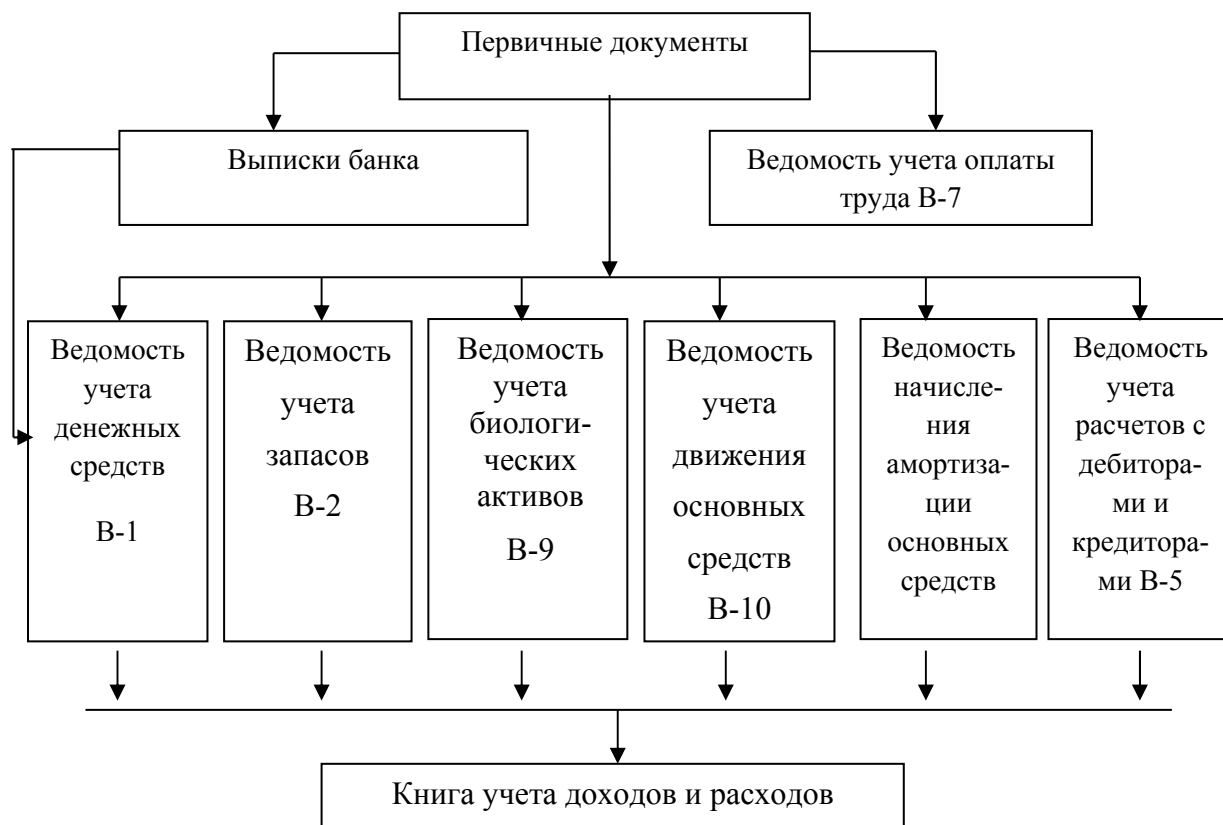 Первичные документы
Выписки банка
Ведомость учета оплаты
труда В-7
Ведомость
учета
денежных
средств
В-1
Ведомость
учета
запасов
В-2
Ведомость
учета
биологи-
ческих
активов
В-9
Ведомость
учета
движения
основных
средств
В-10
Ведомость
начисле-
ния
амортиза-
ции
основных
средств
Ведомость
учета
расчетов с
дебитора-
ми и
кредитора-
ми В-5
Книга учета доходов и расходов